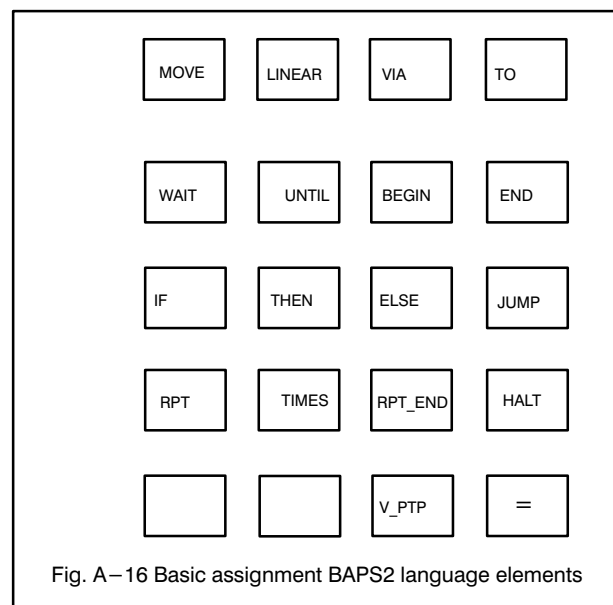 MOVE LINEAR VIA TO
WAIT UNTIL BEGIN END
IF THEN ELSE JUMP
RPT TIMES RPT_END HALT
V_PTP =
Fig. A−16 Basic assignment BAPS2 language elements